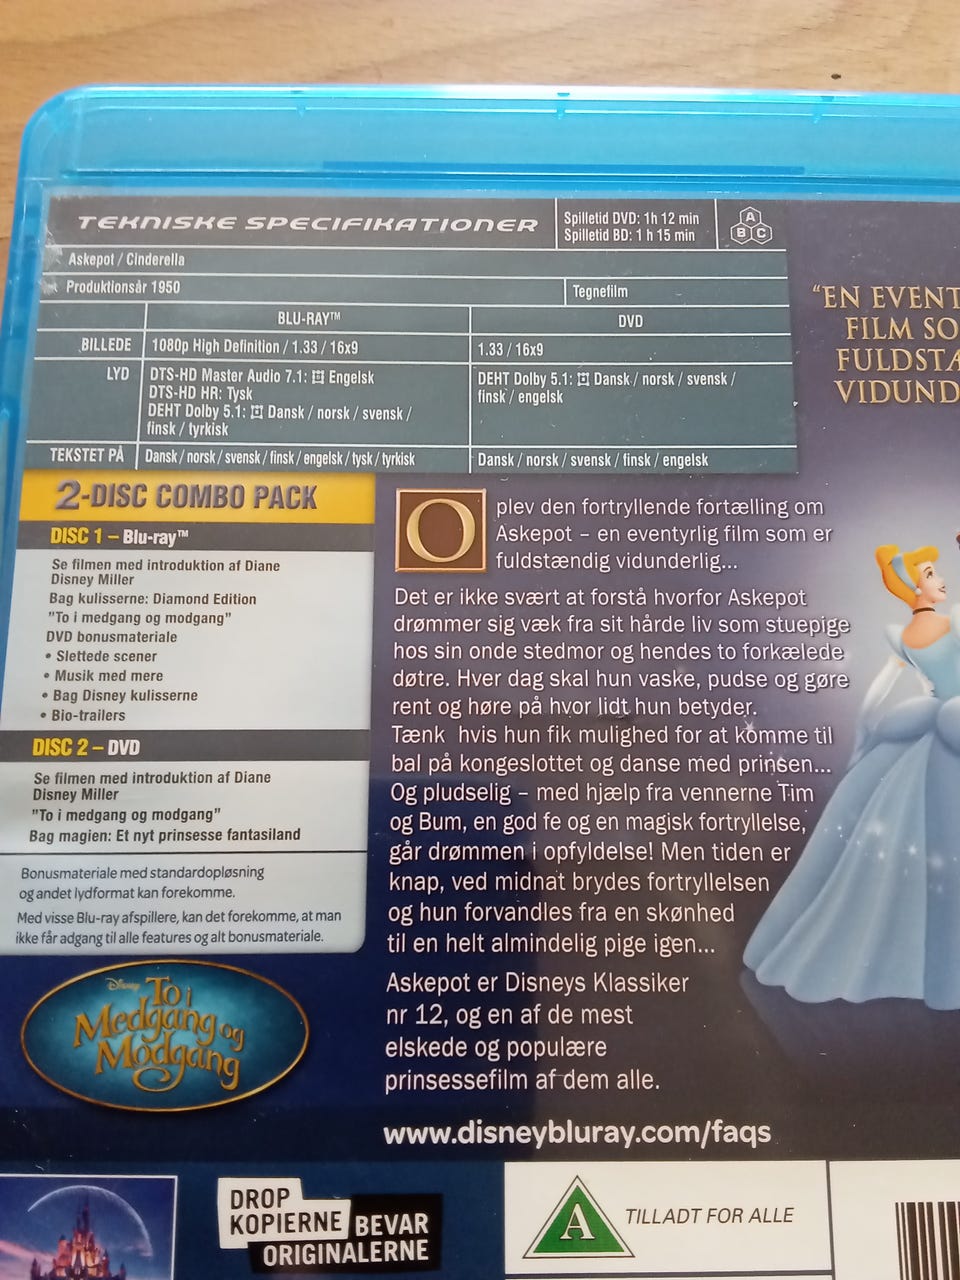 TEKNISKE SPECIFIKATIONER
Spilletid DVD: 1h 12 min
Spilletid BD: 1 h 15 min
A
B C
Askepot / Cinderella
Produktionsår 1950
Tegnefilm
BLU-RAY™
DVD
BILLEDE
1080p High Definition / 1.33 / 16x9
1.33 / 16x9
LYD
DTS-HD Master Audio 7.1: Engelsk
DTS-HD HR: Tysk
DEHT Dolby 5.1: Dansk / norsk / svensk /
finsk / tyrkisk
DEHT Dolby 5.1: Dansk / norsk / svensk /
finsk / engelsk
TEKSTET PÅ
Dansk / norsk / svensk / finsk / engelsk / tysk / tyrkisk
Dansk / norsk / svensk / finsk / engelsk
2-DISC COMBO PACK
DISC 1 – Blu-ray™
Se filmen med introduktion af Diane
Disney Miller
Bag kulisserne: Diamond Edition
"To i medgang og modgang"
DVD bonusmateriale
• Slettede scener
• Musik med mere
• Bag Disney kulisserne
• Bio-trailers
DISC 2 – DVD
Se filmen med introduktion af Diane
Disney Miller
"To i medgang og modgang"
Bag magien: Et nyt prinsesse fantasiland
Bonusmateriale med standardopløsning
og andet lydformat kan forekomme.
Med visse Blu-ray afspillere, kan det forekomme, at man
ikke får adgang til alle features og alt bonusmateriale.
Disney
To i
Medgang og
Modgang
"EN EVENT
FILM SO
FULDSTÆ
VIDUND
Oplev den fortryllende fortælling om
Askepot – en eventyrlig film som er
fuldstændig vidunderlig...
Det er ikke svært at forstå hvorfor Askepot
drømmer sig væk fra sit hårde liv som stuepige
hos sin onde stedmor og hendes to forkælede
døtre. Hver dag skal hun vaske, pudse og gøre
rent og høre på hvor lidt hun betyder.
Tænk hvis hun fik mulighed for at komme til
bal på kongeslottet og danse med prinsen...
Og pludselig – med hjælp fra vennerne Tim
og Bum, en god fe og en magisk fortryllelse,
går drømmen i opfyldelse! Men tiden er
knap, ved midnat brydes fortryllelsen
og hun forvandles fra en skønhed
til en helt almindelig pige igen...
Askepot er Disneys Klassiker
nr 12, og en af de mest
elskede og populære
prinsessefilm af dem alle.
www.disneybluray.com/faqs
DROP
KOPIERNE BEVAR
ORIGINALERNE
A
TILLADT FOR ALLE